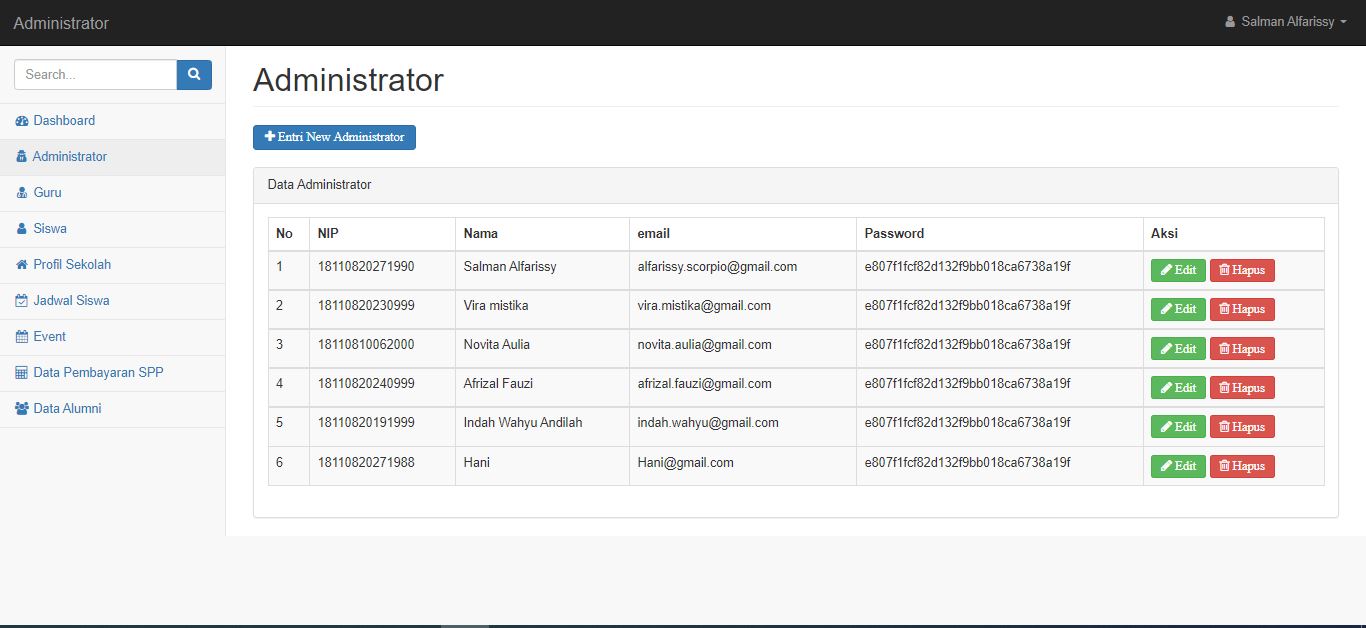 Administrator Salman Alfarissy
Search...
Dashboard
Administrator
Guru
Siswa
Profil Sekolah
Jadwal Siswa
Event
Data Pembayaran SPP
Data Alumni
Administrator
Entri New Administrator
Data Administrator
No NIP Nama email Password Aksi
1 18110820271990 Salman Alfarissy alfarissy.scorpio@gmail.com e807f1fcf82d132f9bb018ca6738a19f Edit Hapus
2 18110820230999 Vira mistika vira.mistika@gmail.com e807f1fcf82d132f9bb018ca6738a19f Edit Hapus
3 18110810062000 Novita Aulia novita.aulia@gmail.com e807f1fcf82d132f9bb018ca6738a19f Edit Hapus
4 18110820240999 Afrizal Fauzi afrizal.fauzi@gmail.com e807f1fcf82d132f9bb018ca6738a19f Edit Hapus
5 18110820191999 Indah Wahyu Andilah indah.wahyu@gmail.com e807f1fcf82d132f9bb018ca6738a19f Edit Hapus
6 18110820271988 Hani Hani@gmail.com e807f1fcf82d132f9bb018ca6738a19f Edit Hapus